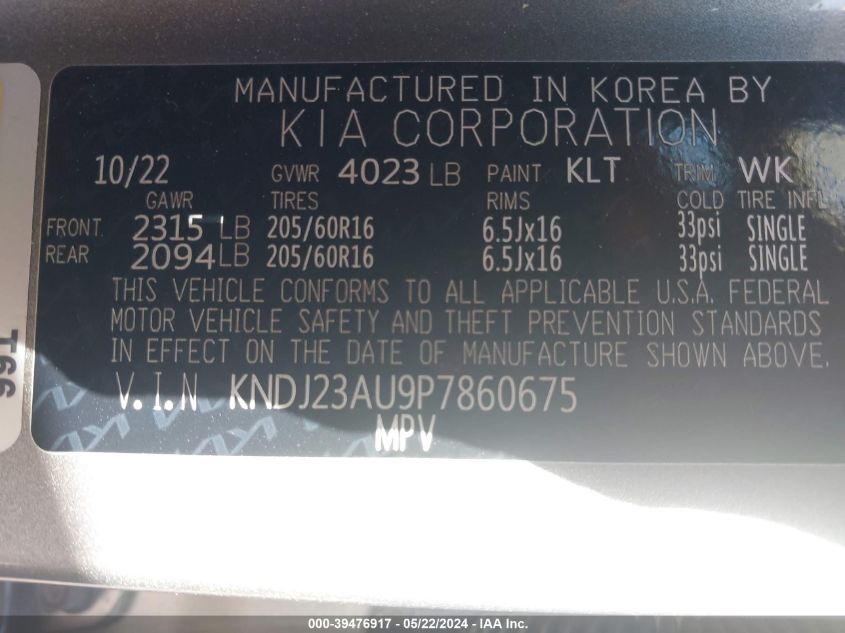 MANUFACTURED IN KOREA BY
KIA CORPORATION
10/22 GVWR 4023 LB PAINT KLT TRIM WK
GAWR TIRES RIMS COLD TIRE INFL
FRONT 2315 LB 205/60R16 6.5Jx16 33psi SINGLE
REAR 2094 LB 205/60R16 6.5Jx16 33psi SINGLE
THIS VEHICLE CONFORMS TO ALL APPLICABLE U.S.A. FEDERAL
MOTOR VEHICLE SAFETY AND THEFT PREVENTION STANDARDS
IN EFFECT ON THE DATE OF MANUFACTURE SHOWN ABOVE.
V.I.N KNDJ23AU9P7860675
MPV
T66
000-39476917 - 05/22/2024 - IAA Inc.